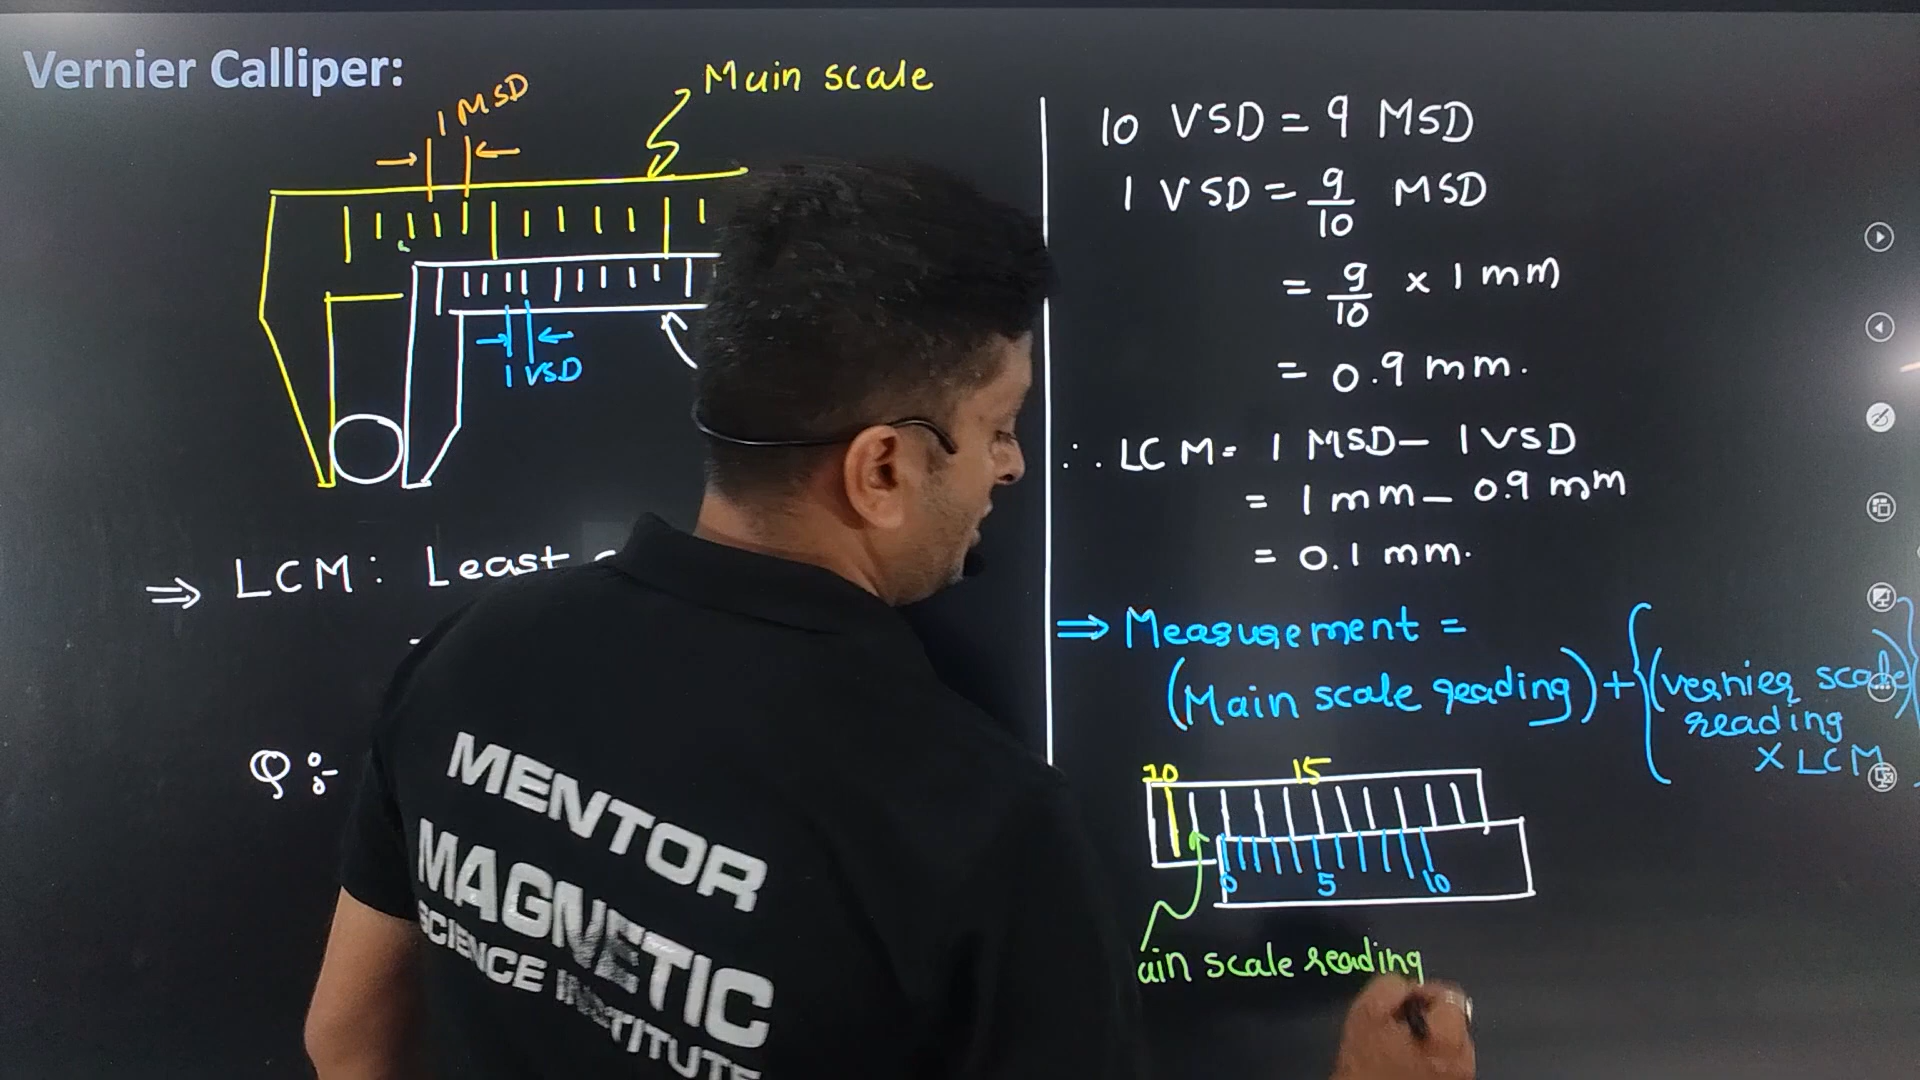 Vernier Calliper:
1 MSD
Main scale
1 VSD
⇒ LCM : Least
Q:-
10 VSD = 9 MSD
1 VSD = 9/10 MSD
= 9/10 × 1 mm
= 0.9 mm.
∴ LCM = 1 MSD - 1 VSD
= 1 mm - 0.9 mm
= 0.1 mm.
⇒ Measurement =
(Main scale reading) + {(vernier scale)
reading
× LCM
10 15
0 5 10
ain scale reading
MENTOR
MAGNETIC
SCIENCE INSTITUTE